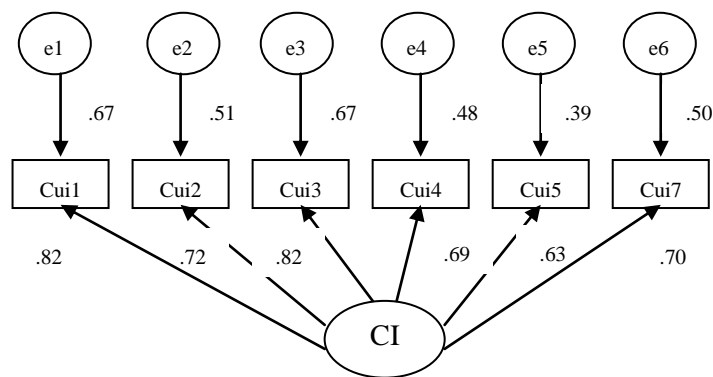 e1 e2 e3 e4 e5 e6
.67 .51 .67 .48 .39 .50
Cui1 Cui2 Cui3 Cui4 Cui5 Cui7
.82 .72 .82 .69 .63 .70
CI